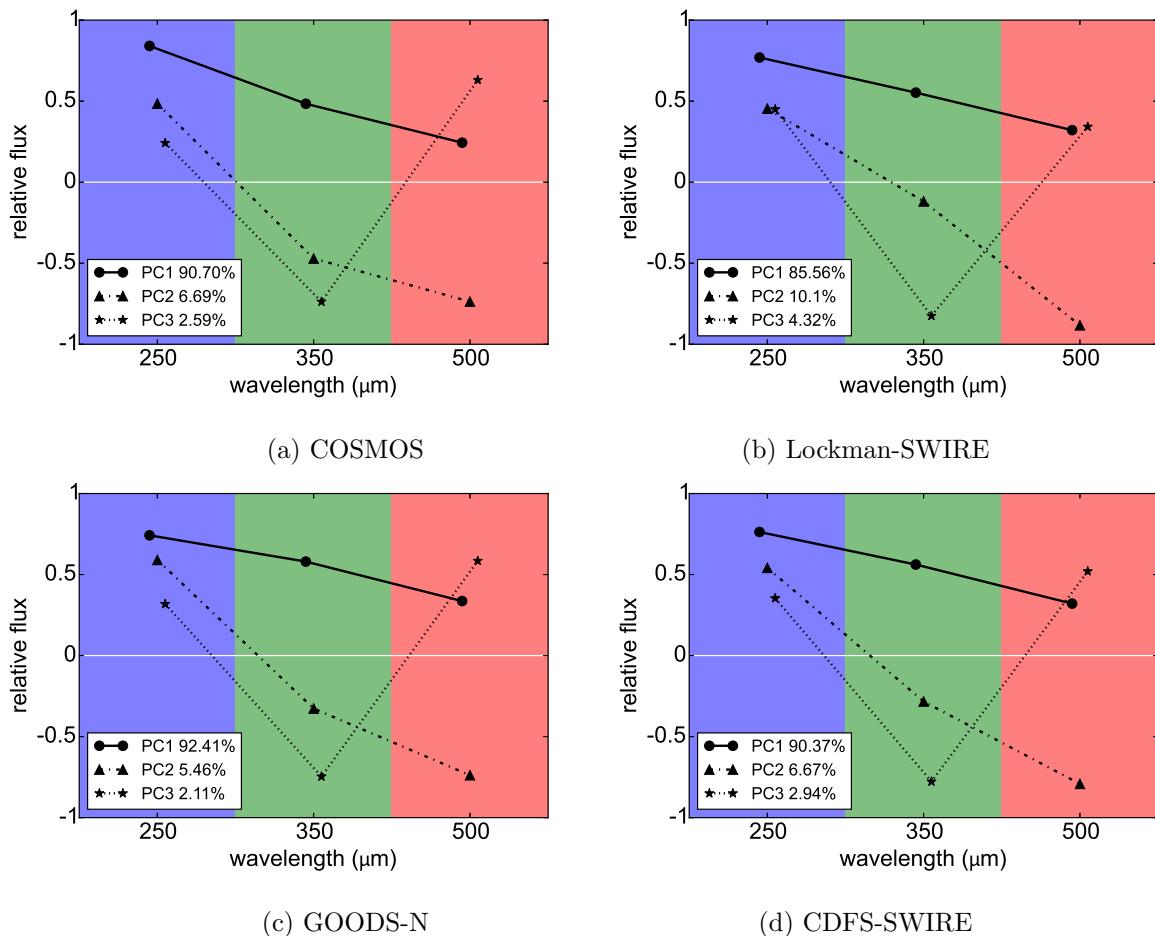 1
0.5
0
-0.5
-1
relative flux
PC1 90.70%
PC2 6.69%
PC3 2.59%
250 350 500
wavelength (μm)
(a) COSMOS
1
0.5
0
-0.5
-1
relative flux
PC1 85.56%
PC2 10.1%
PC3 4.32%
250 350 500
wavelength (μm)
(b) Lockman-SWIRE
1
0.5
0
-0.5
-1
relative flux
PC1 92.41%
PC2 5.46%
PC3 2.11%
250 350 500
wavelength (μm)
(c) GOODS-N
1
0.5
0
-0.5
-1
relative flux
PC1 90.37%
PC2 6.67%
PC3 2.94%
250 350 500
wavelength (μm)
(d) CDFS-SWIRE